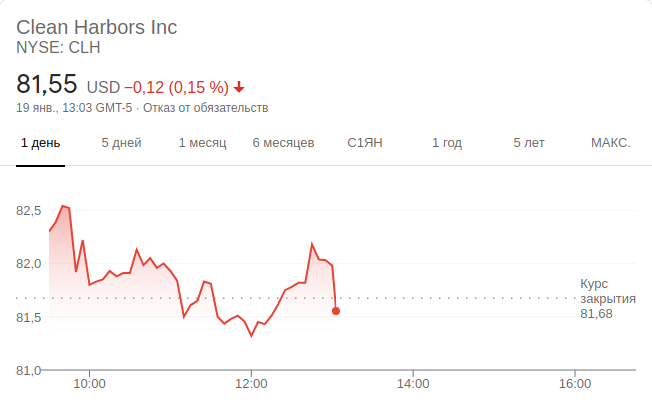 Clean Harbors Inc
NYSE: CLH
81,55 USD −0,12 (0,15 %)
19 янв., 13:03 GMT-5 · Отказ от обязательств
1 день 5 дней 1 месяц 6 месяцев С1ЯН 1 год 5 лет МАКС.
82,5
82,0
Курс
закрытия
81,68
81,5
81,0
10:00 12:00 14:00 16:00